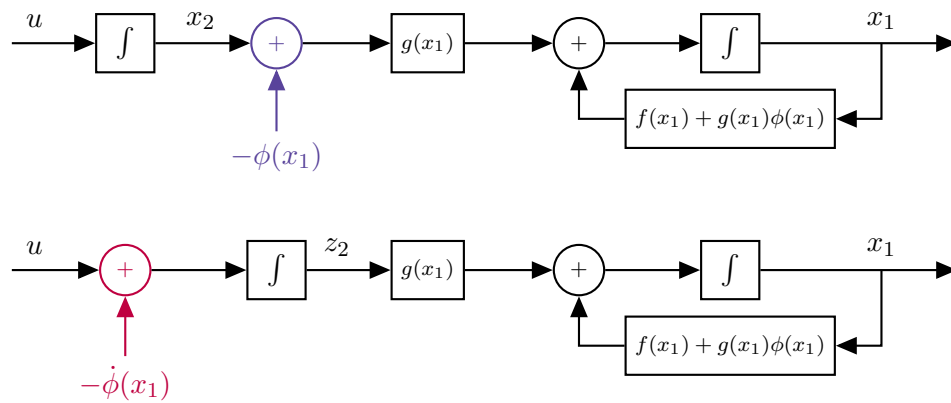 u ∫ x₂ + g(x₁) + ∫ x₁
f(x₁) + g(x₁)ϕ(x₁)
−ϕ(x₁)
u + ∫ z₂ g(x₁) + ∫ x₁
f(x₁) + g(x₁)ϕ(x₁)
−ϕ̇(x₁)